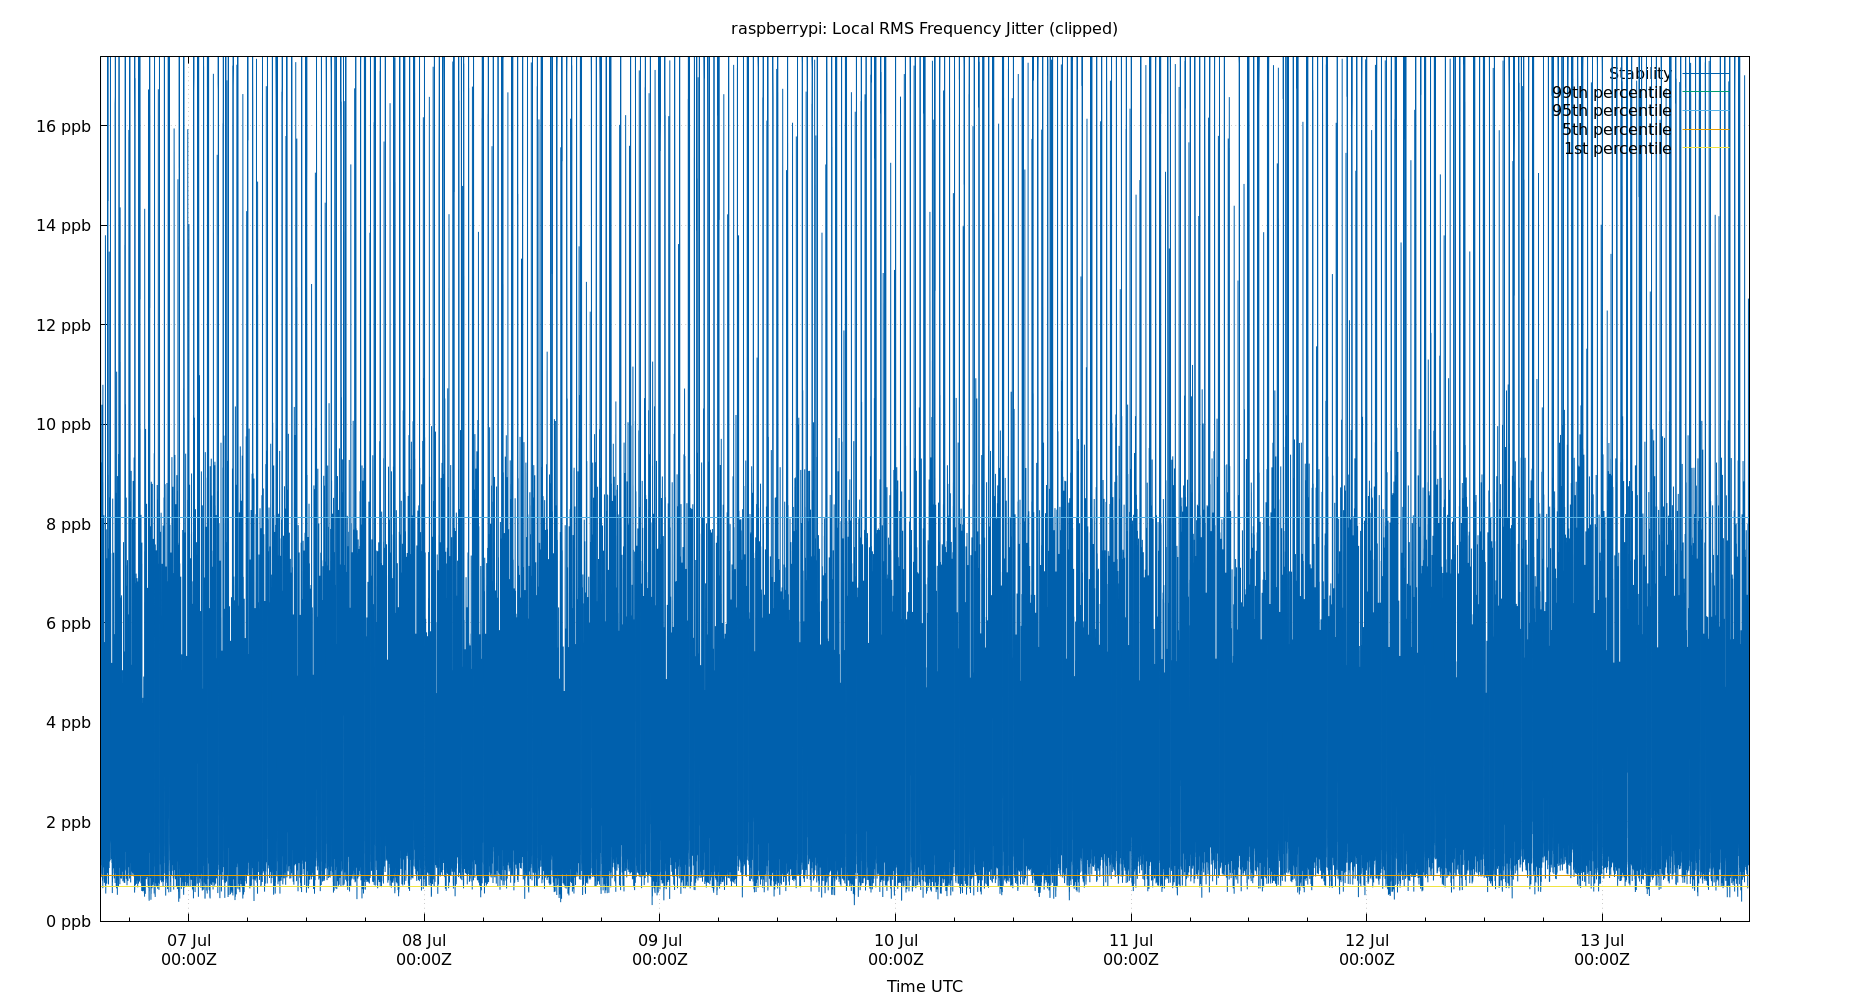 raspberrypi: Local RMS Frequency Jitter (clipped)
Stability
99th percentile
95th percentile
5th percentile
1st percentile
16 ppb
14 ppb
12 ppb
10 ppb
8 ppb
6 ppb
4 ppb
2 ppb
0 ppb
07 Jul 08 Jul 09 Jul 10 Jul 11 Jul 12 Jul 13 Jul
00:00Z 00:00Z 00:00Z 00:00Z 00:00Z 00:00Z 00:00Z
Time UTC